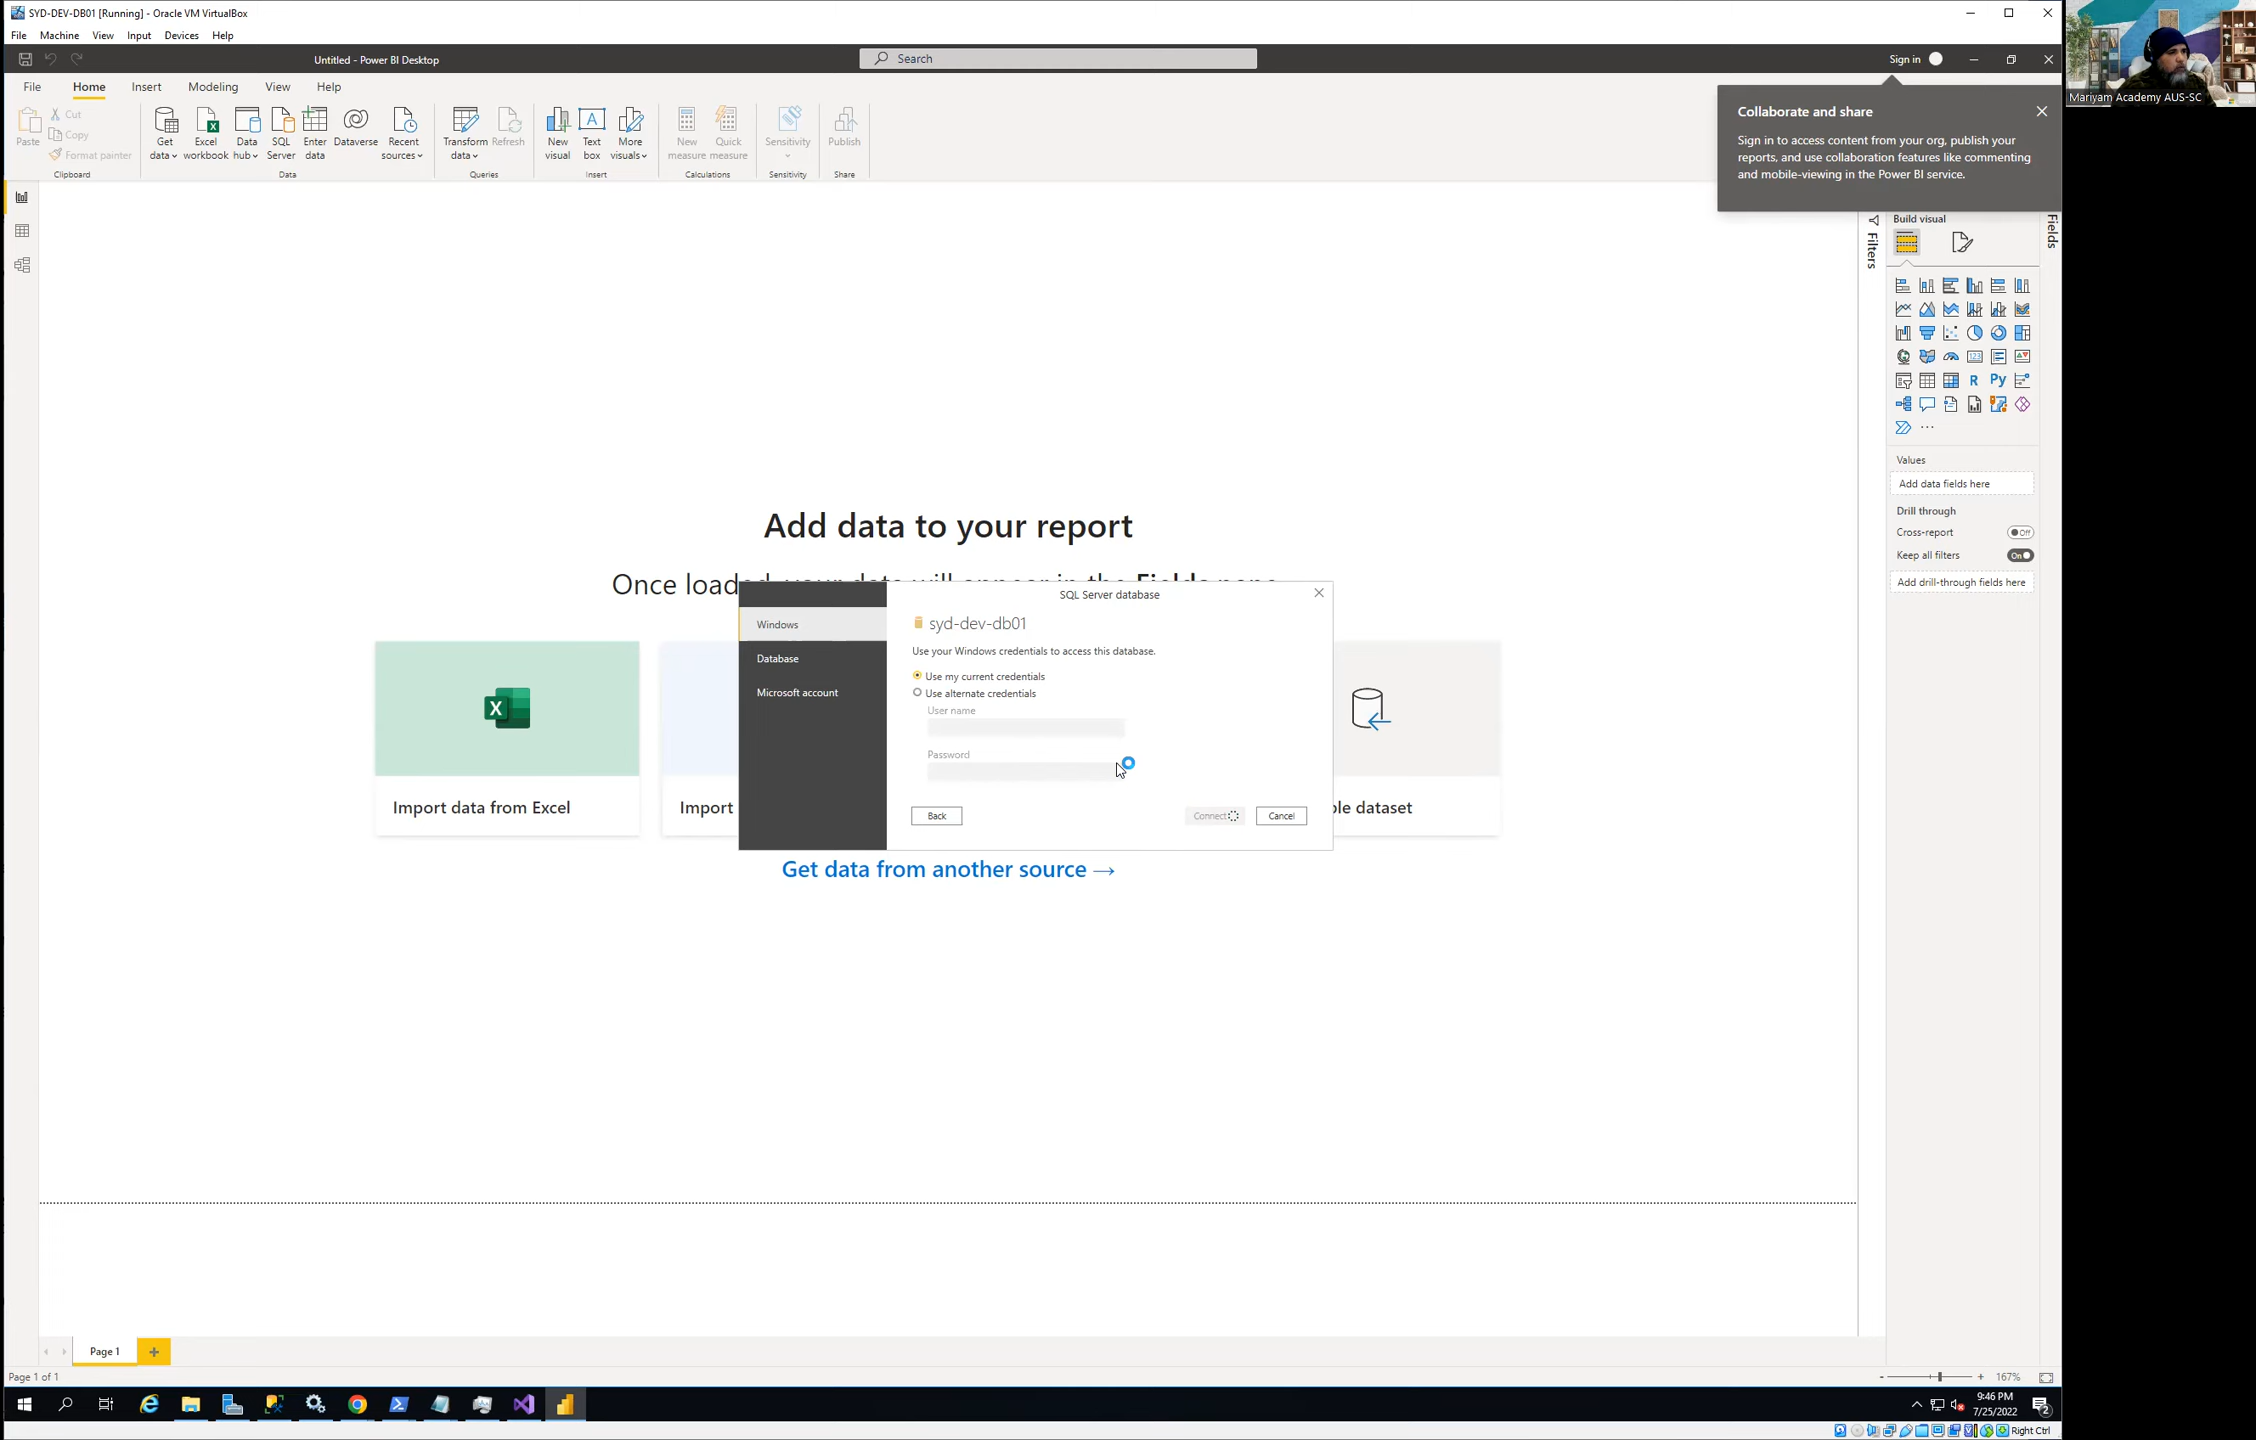 SYD-DEV-DB01 [Running] - Oracle VM VirtualBox
File Machine View Input Devices Help
Untitled - Power BI Desktop
Search
Sign in
Mariyam Academy AUS-SC
File Home Insert Modeling View Help
Collaborate and share
Sign in to access content from your org, publish your
reports, and use collaboration features like commenting
and mobile-viewing in the Power BI service.
Paste
Cut
Copy
Format painter
Get
data
Excel
workbook
Data
hub
SQL
Server
Enter
data
Dataverse
Recent
sources
Transform
data
Refresh
New
visual
Text
box
A
More
visuals
New
measure
Quick
measure
Sensitivity
Publish
Clipboard
Data
Queries
Insert
Calculations
Sensitivity
Share
Filters
Build visual
Fields
R
Py
123
Values
Add data fields here
Drill through
Cross-report
Off
Keep all filters
On
Add drill-through fields here
Add data to your report
SQL Server database
Windows
Database
Microsoft account
syd-dev-db01
Use your Windows credentials to access this database.
Use my current credentials
Use alternate credentials
User name
Password
Back
Connect
Cancel
X
Import data from Excel
Import
dataset
Get data from another source →
Page 1
+
Page 1 of 1
- + 167%
9:46 PM
7/25/2022
2
Right Ctrl